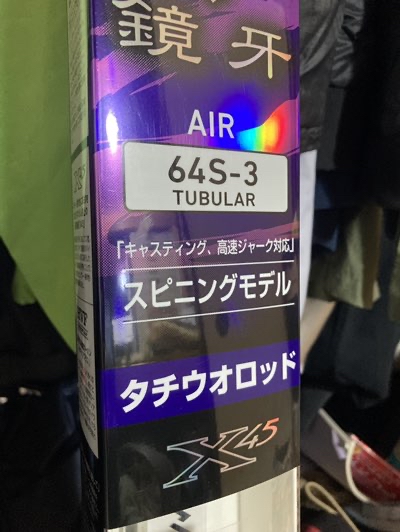 鏡牙
AIR
64S-3
TUBULAR
「キャスティング、高速ジャーク対応」
スピニングモデル
タチウオロッド
X45